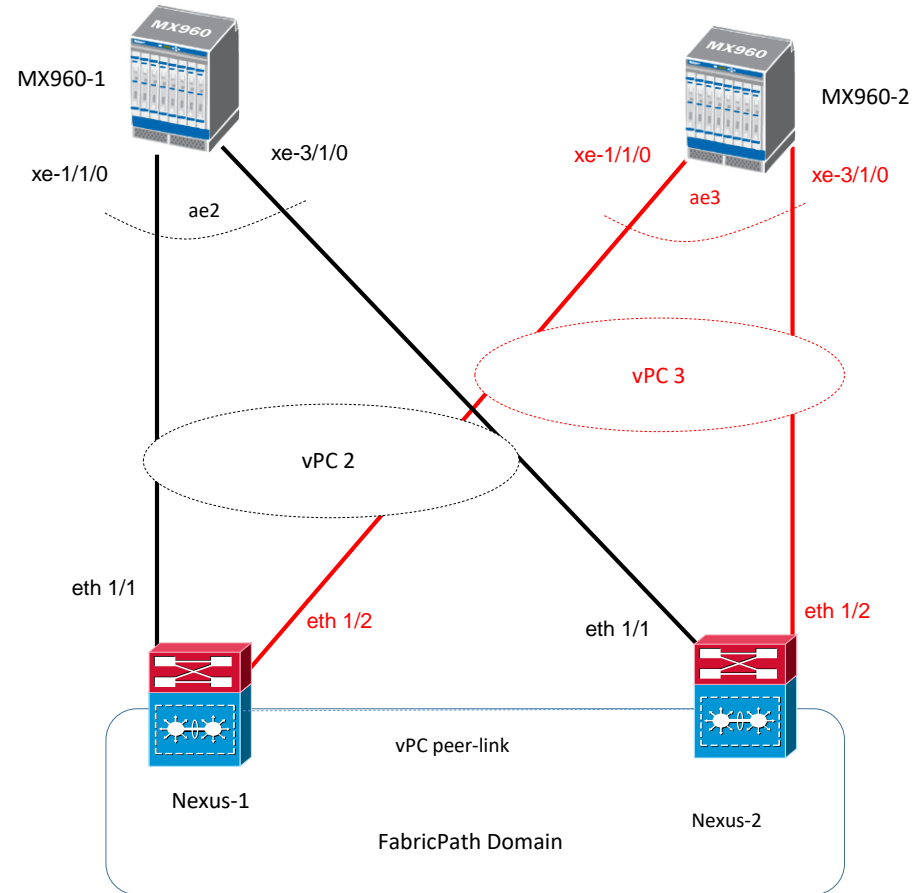 MX960
MX960
MX960-1
MX960-2
xe-3/1/0
xe-1/1/0
xe-1/1/0
xe-3/1/0
ae2
ae3
vPC 3
vPC 2
eth 1/1
eth 1/2
eth 1/1
eth 1/2
vPC peer-link
Nexus-1
Nexus-2
FabricPath Domain